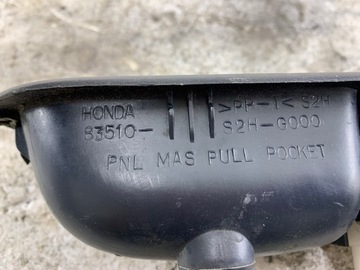 HONDA >PP-I< S2H
83510- S2H-G000
PNL MAS PULL POCKET